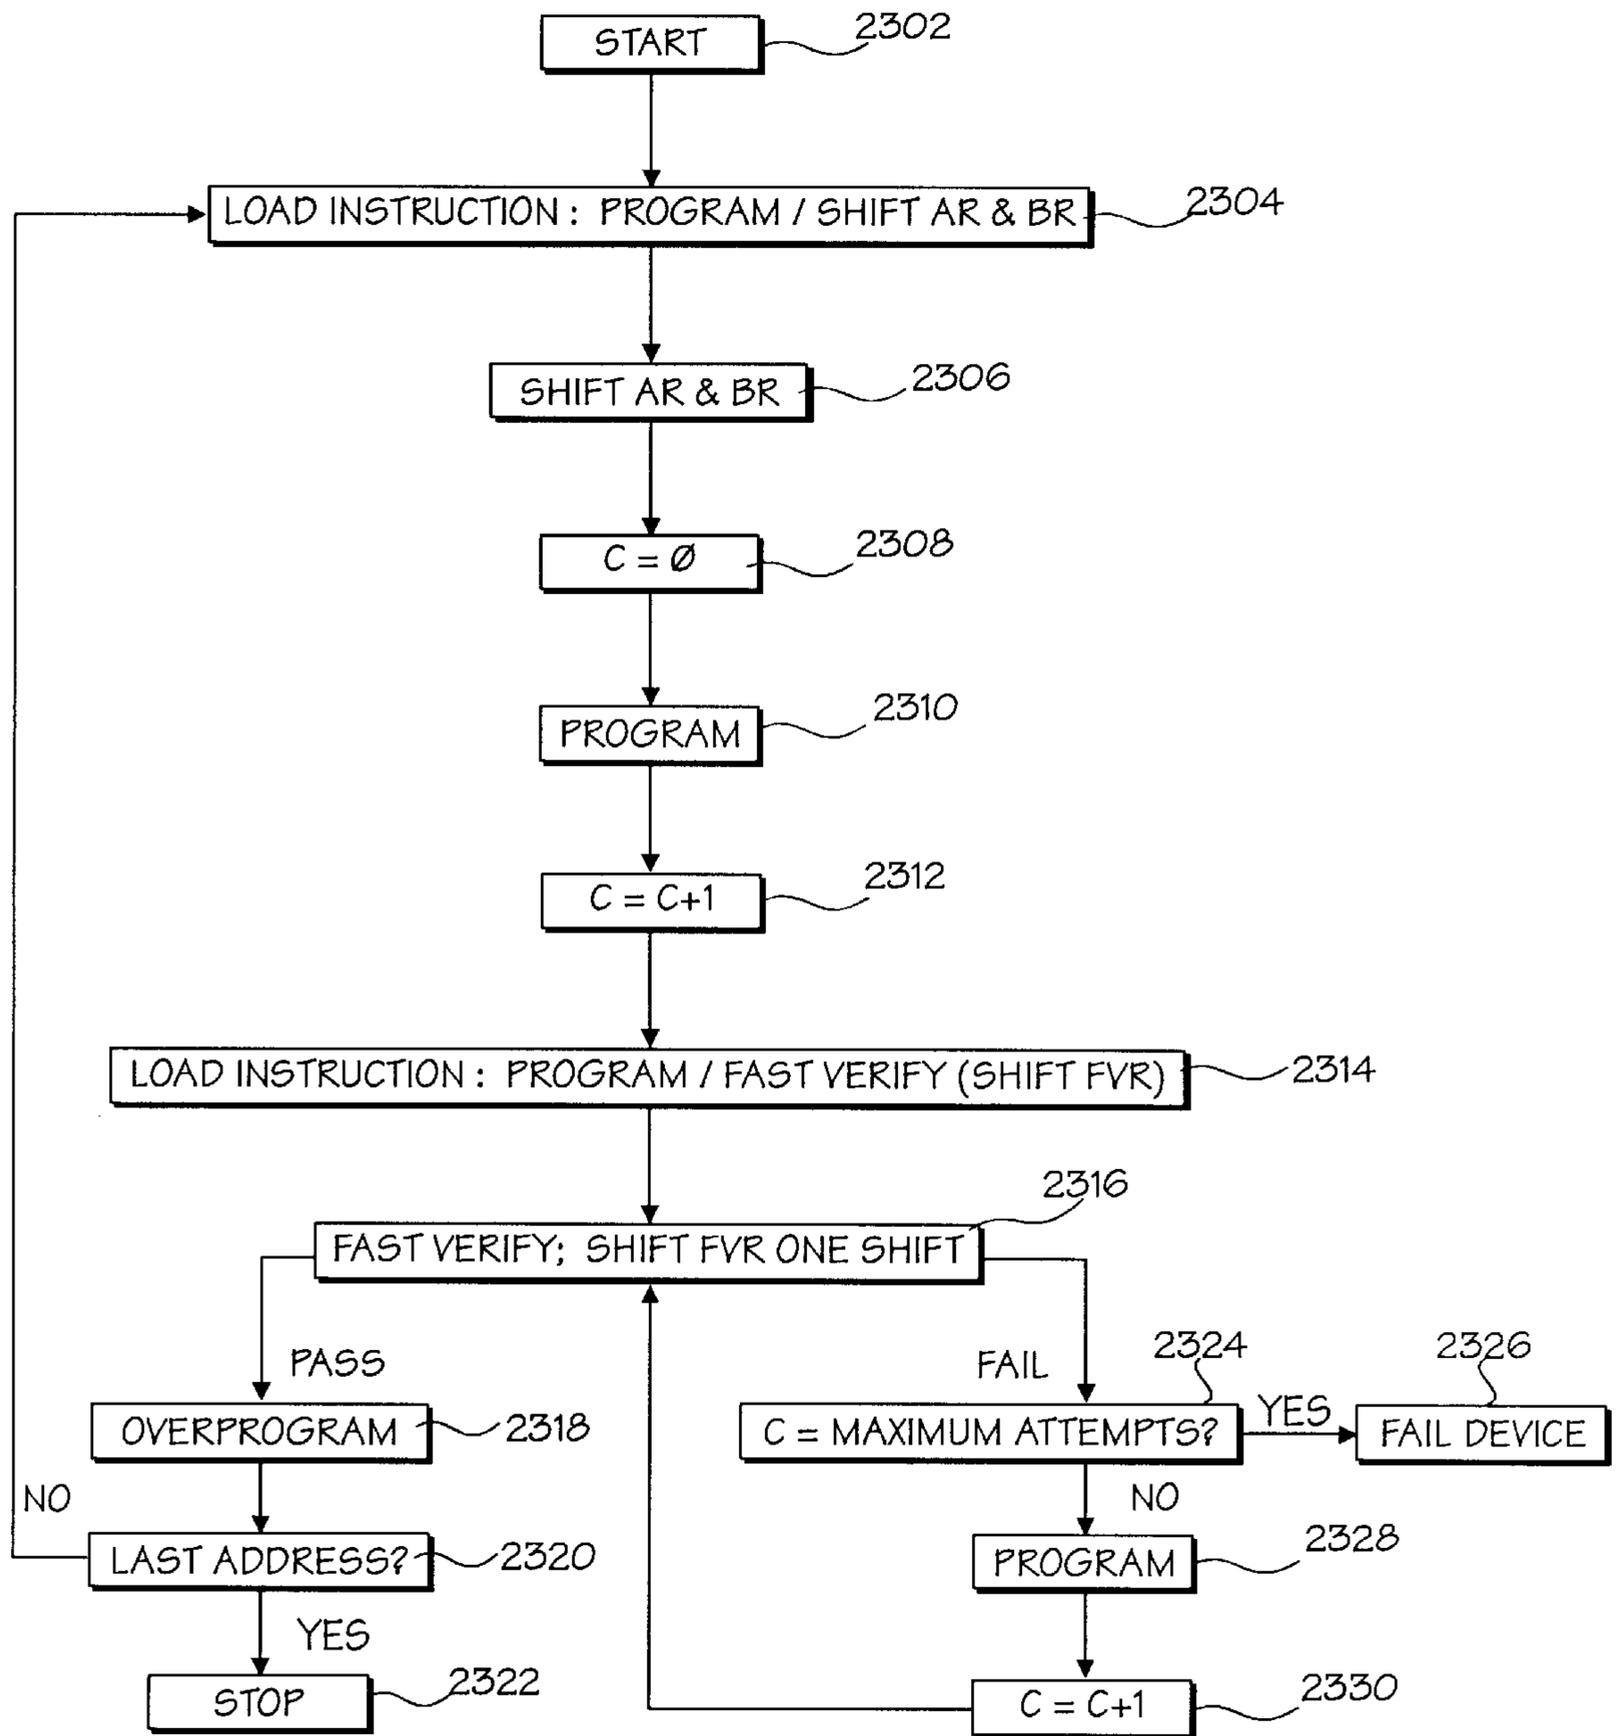 START
2302
LOAD INSTRUCTION : PROGRAM / SHIFT AR & BR
2304
SHIFT AR & BR
2306
C = Ø
2308
PROGRAM
2310
C = C+1
2312
LOAD INSTRUCTION : PROGRAM / FAST VERIFY (SHIFT FVR)
2314
2316
FAST VERIFY; SHIFT FVR ONE SHIFT
PASS
FAIL
2324
2326
OVERPROGRAM
2318
C = MAXIMUM ATTEMPTS?
YES
FAIL DEVICE
NO
NO
LAST ADDRESS?
2320
PROGRAM
2328
YES
STOP
2322
C = C+1
2330